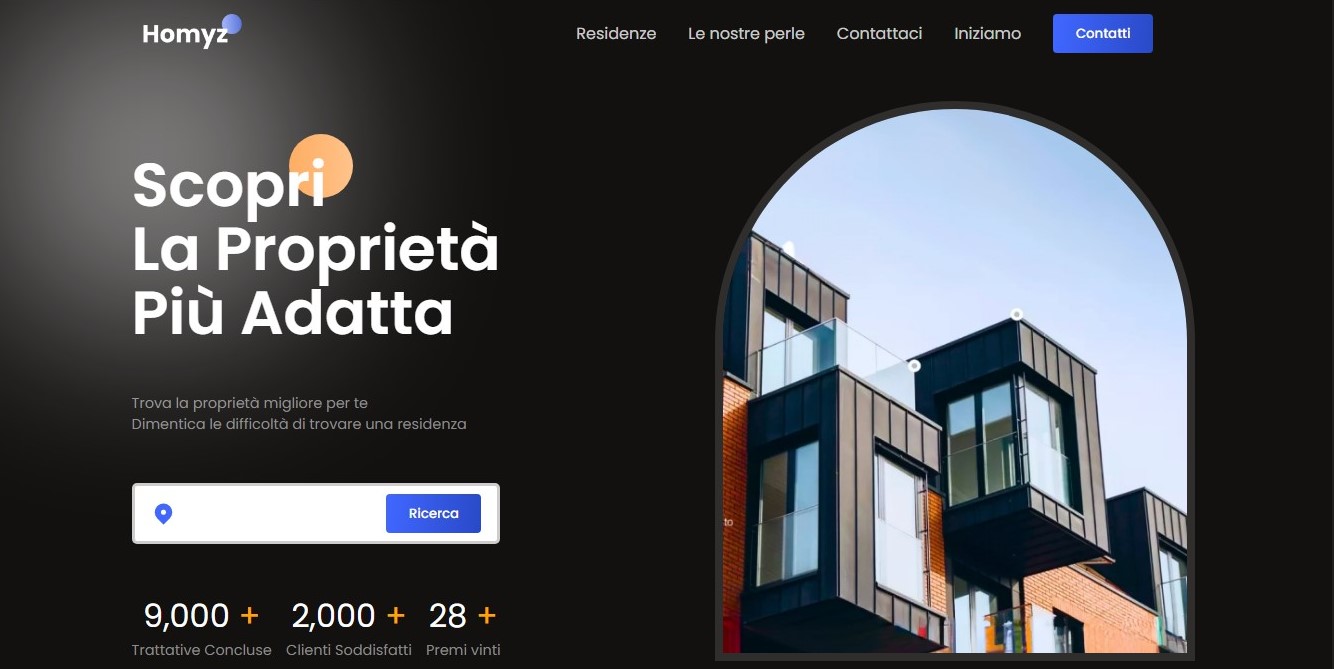 Homyz
Residenze
Le nostre perle
Contattaci
Iniziamo
Contatti
Scopri
La Proprietà
Più Adatta
Trova la proprietà migliore per te
Dimentica le difficoltà di trovare una residenza
Ricerca
9,000 +
2,000 +
28 +
Trattative Concluse
Clienti Soddisfatti
Premi vinti
to